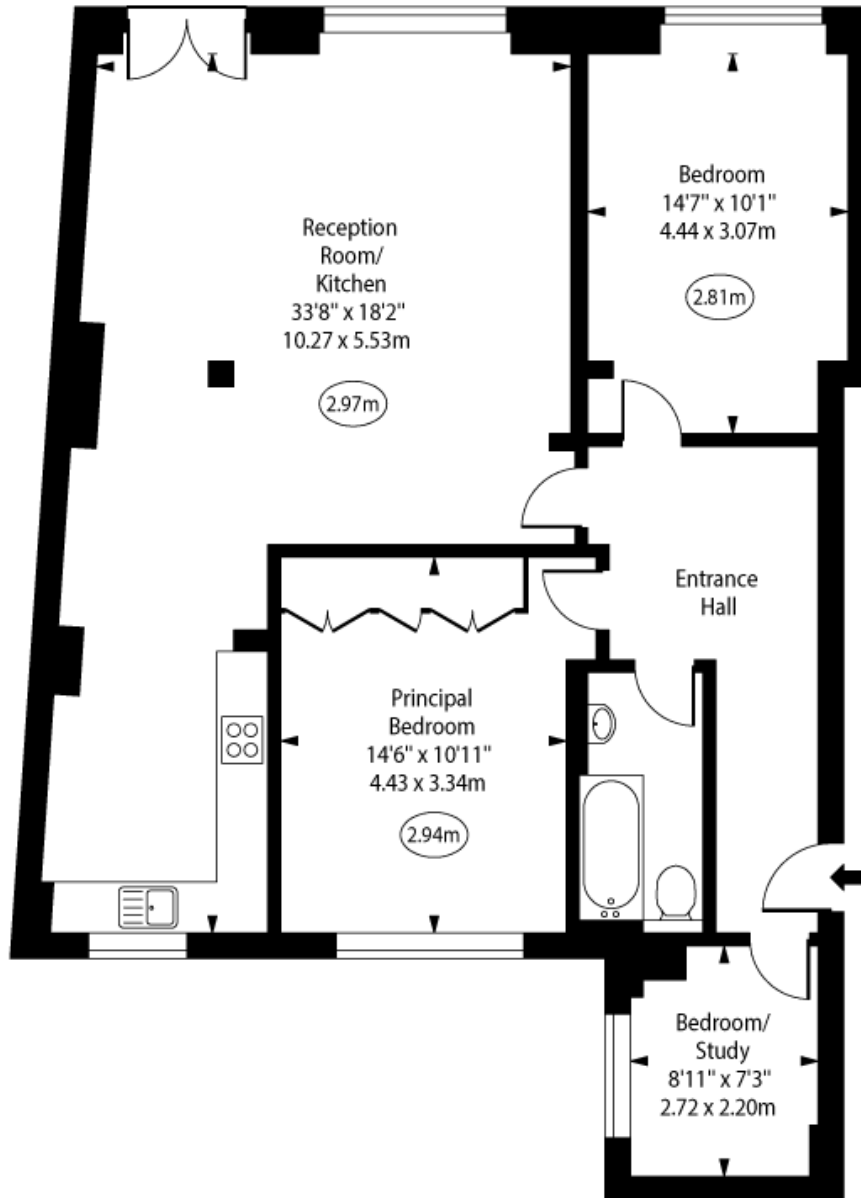 Reception
Room/
Kitchen
33'8" x 18'2"
10.27 x 5.53m
2.97m
Bedroom
14'7" x 10'1"
4.44 x 3.07m
2.81m
Entrance
Hall
Principal
Bedroom
14'6" x 10'11"
4.43 x 3.34m
2.94m
Bedroom/
Study
8'11" x 7'3"
2.72 x 2.20m